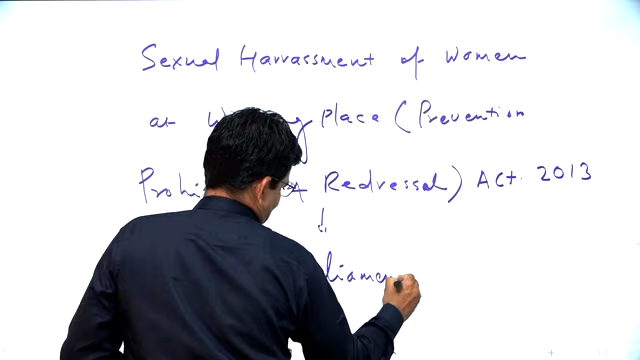 Sexual Harrassment of Women
at Place (Prevention
Redressal) Act. 2013